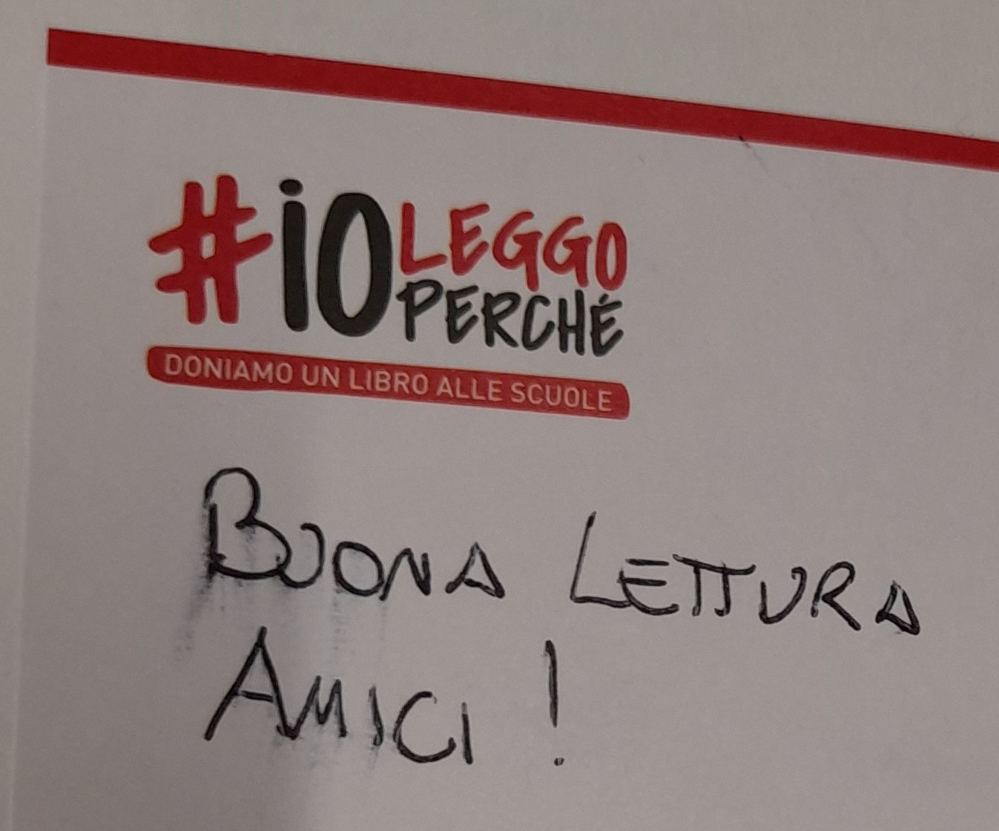 #iO LEGGO
PERCHÉ
DONIAMO UN LIBRO ALLE SCUOLE
BUONA LETTURA
AMICI !